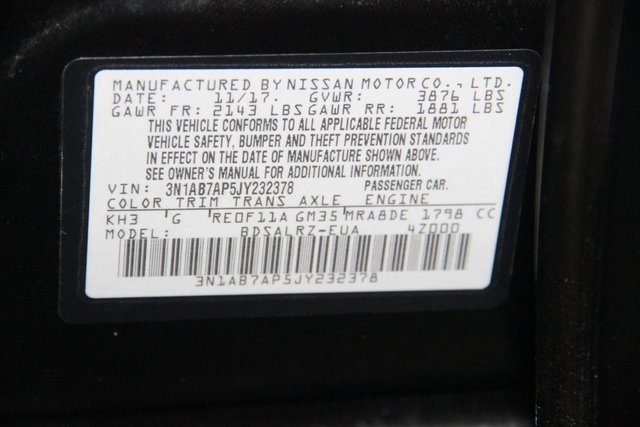 MANUFACTURED BY NISSAN MOTOR CO., LTD.
DATE: 11/17. GVWR: 3876 LBS
GAWR FR: 2143 LBS GAWR RR: 1881 LBS
THIS VEHICLE CONFORMS TO ALL APPLICABLE FEDERAL MOTOR
VEHICLE SAFETY, BUMPER AND THEFT PREVENTION STANDARDS
IN EFFECT ON THE DATE OF MANUFACTURE SHOWN ABOVE.
SEE OWNER'S MANUAL FOR ADDITIONAL INFORMATION.
VIN: 3N1AB7AP5JY232378 PASSENGER CAR.
COLOR TRIM TRANS AXLE ENGINE
KH3 'G RE0F11A GM35 MRA8DE 1798 CC
MODEL: BDSALRZ-EUA 4Z000
3N1AB7AP5JY232378